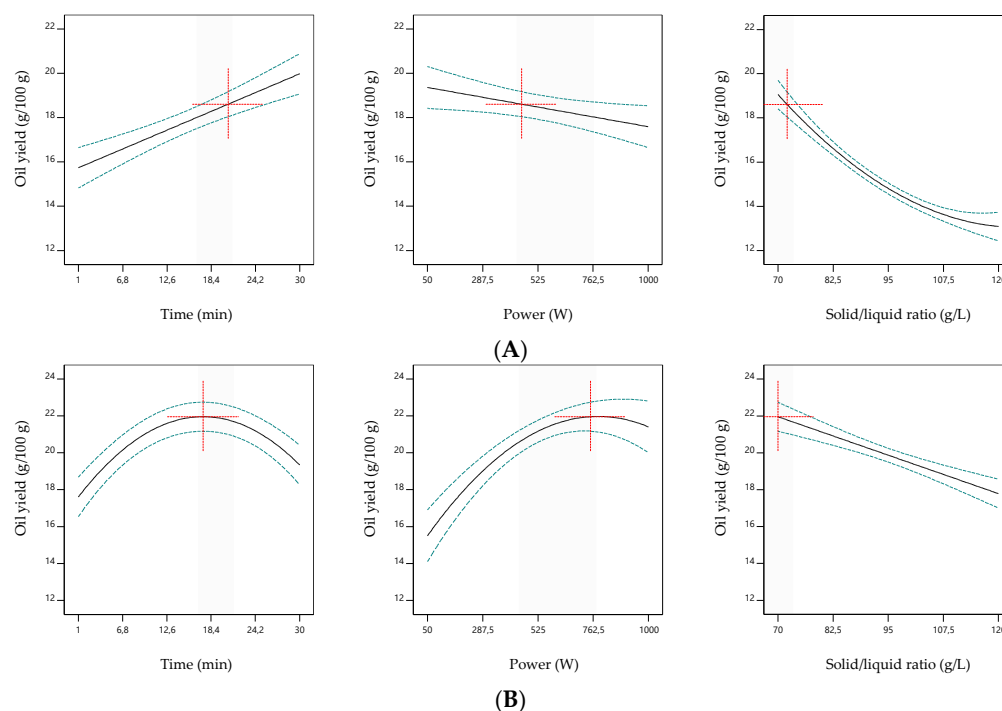 Oil yield (g/100 g)
22
20
18
16
14
12
1 6,8 12,6 18,4 24,2 30
Time (min)
Oil yield (g/100 g)
22
20
18
16
14
12
50 287,5 525 762,5 1000
Power (W)
Oil yield (g/100 g)
22
20
18
16
14
12
70 82,5 95 107,5 120
Solid/liquid ratio (g/L)
(A)
Oil yield (g/100 g)
24
22
20
18
16
14
12
1 6,8 12,6 18,4 24,2 30
Time (min)
Oil yield (g/100 g)
24
22
20
18
16
14
12
50 287,5 525 762,5 1000
Power (W)
Oil yield (g/100 g)
24
22
20
18
16
14
12
70 82,5 95 107,5 120
Solid/liquid ratio (g/L)
(B)